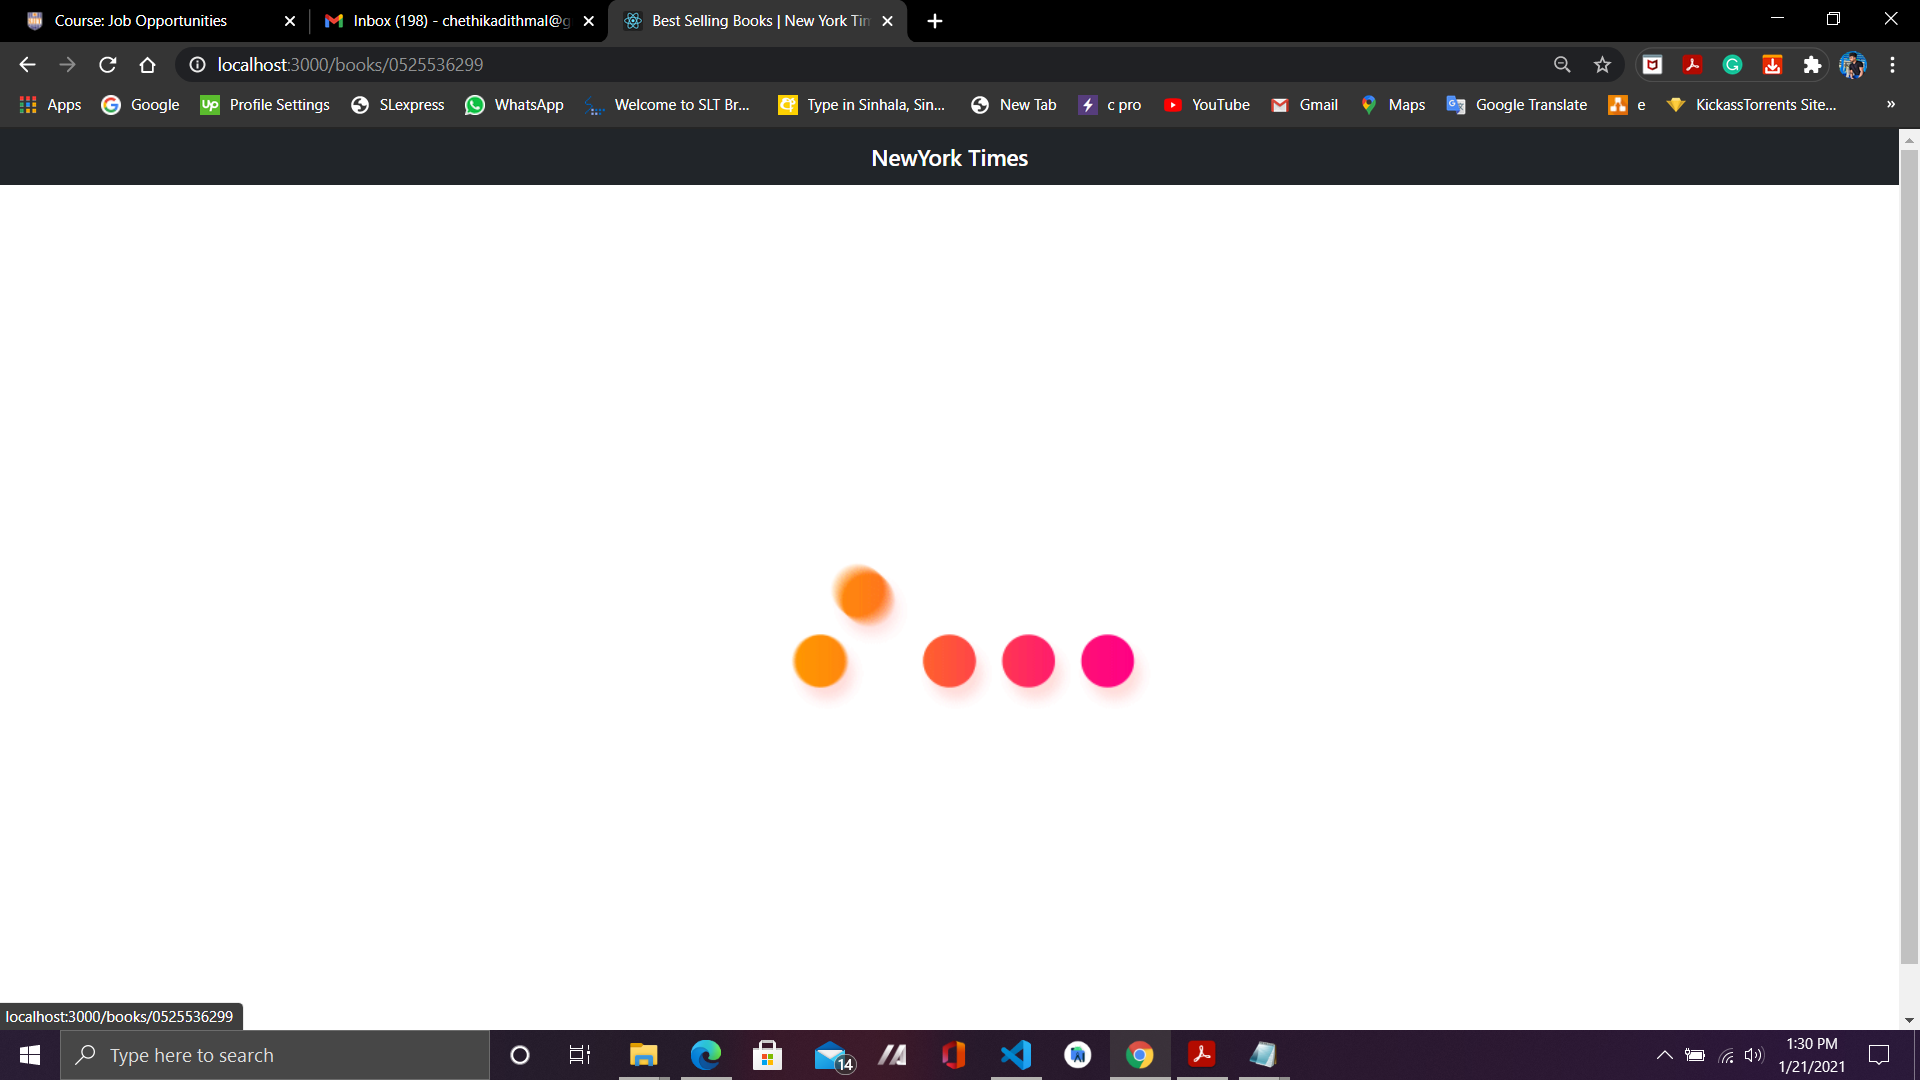 Course: Job Opportunities
Inbox (198) - chethikadithmal@g
Best Selling Books | New York Tin
localhost:3000/books/0525536299
Apps Google Profile Settings SLexpress WhatsApp Welcome to SLT Br... Type in Sinhala, Sin... New Tab c pro YouTube Gmail Maps Google Translate e KickassTorrents Site... »
NewYork Times
localhost:3000/books/0525536299
Type here to search
14
1:30 PM
1/21/2021